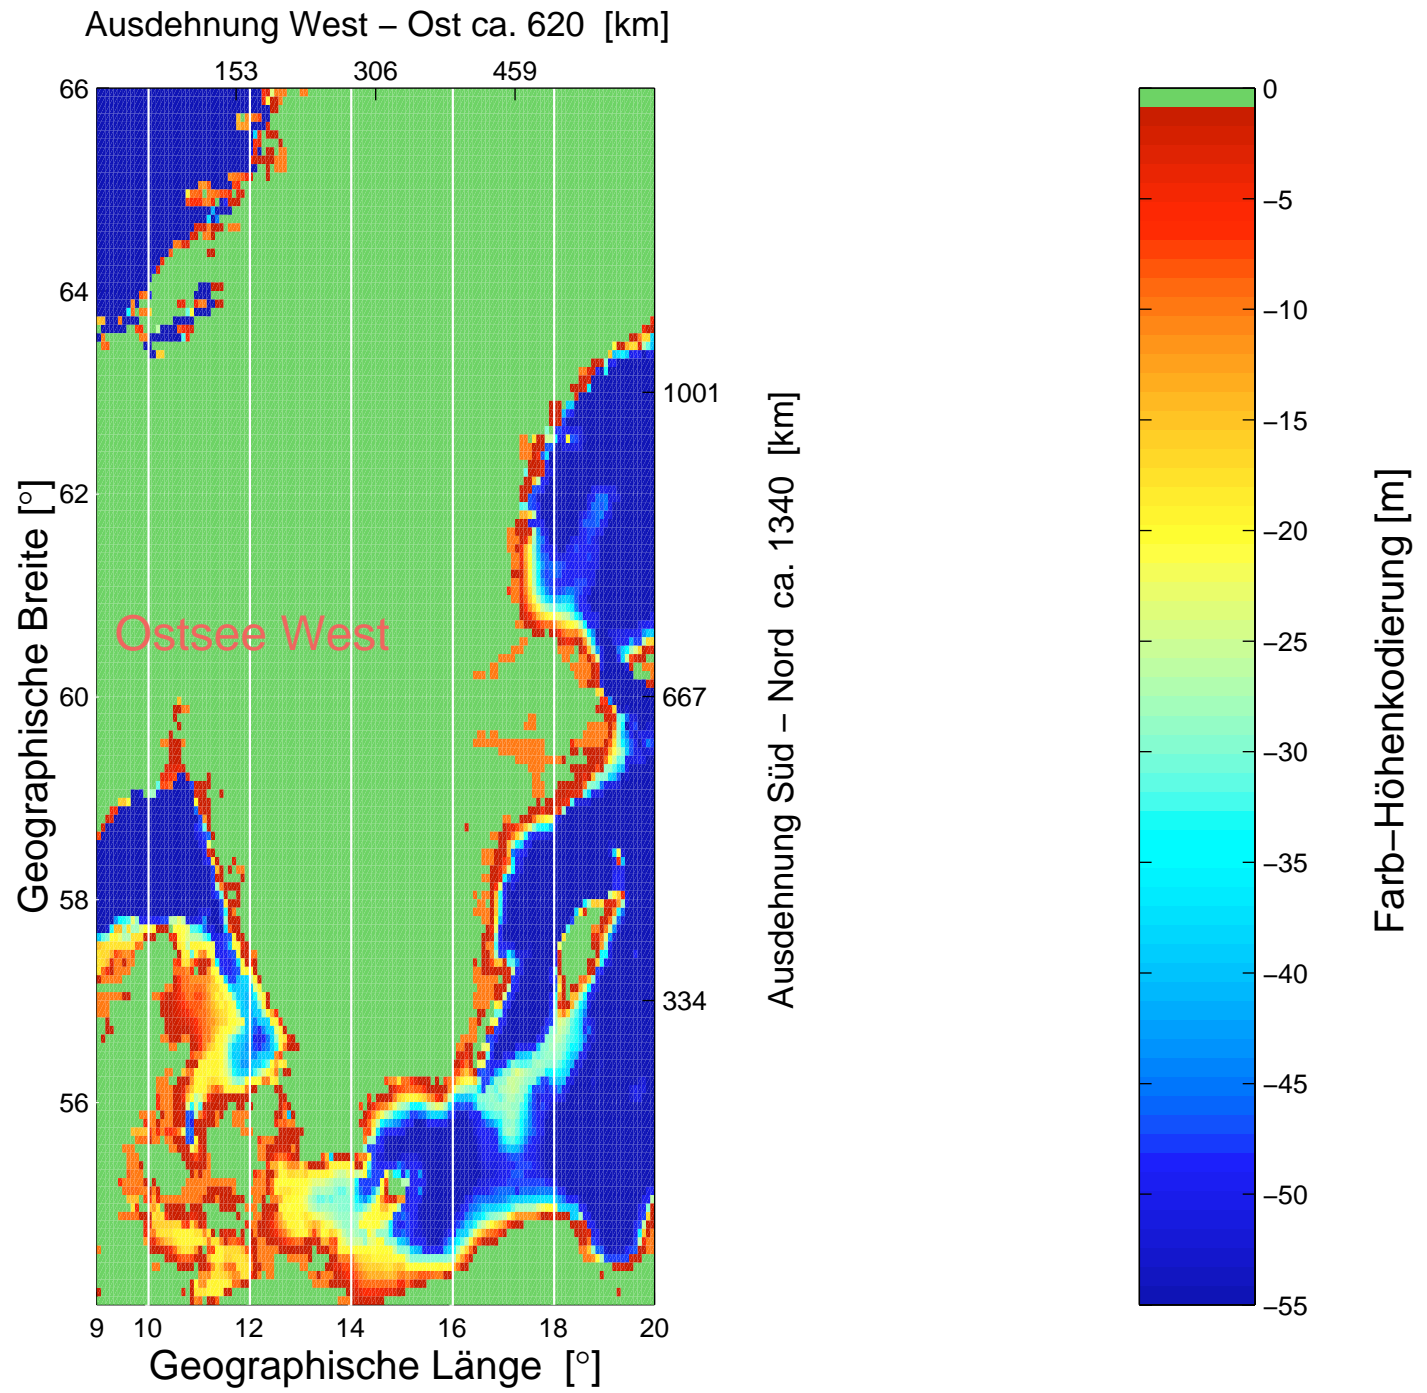 Ausdehnung West – Ost ca. 620 [km]
153 306 459
66
64
62
60
58
56
Geographische Breite [°]
Ostsee West
1001
667
334
Ausdehnung Süd – Nord ca. 1340 [km]
9 10 12 14 16 18 20
Geographische Länge [°]
0
–5
–10
–15
–20
–25
–30
–35
–40
–45
–50
–55
Farb–Höhenkodierung [m]